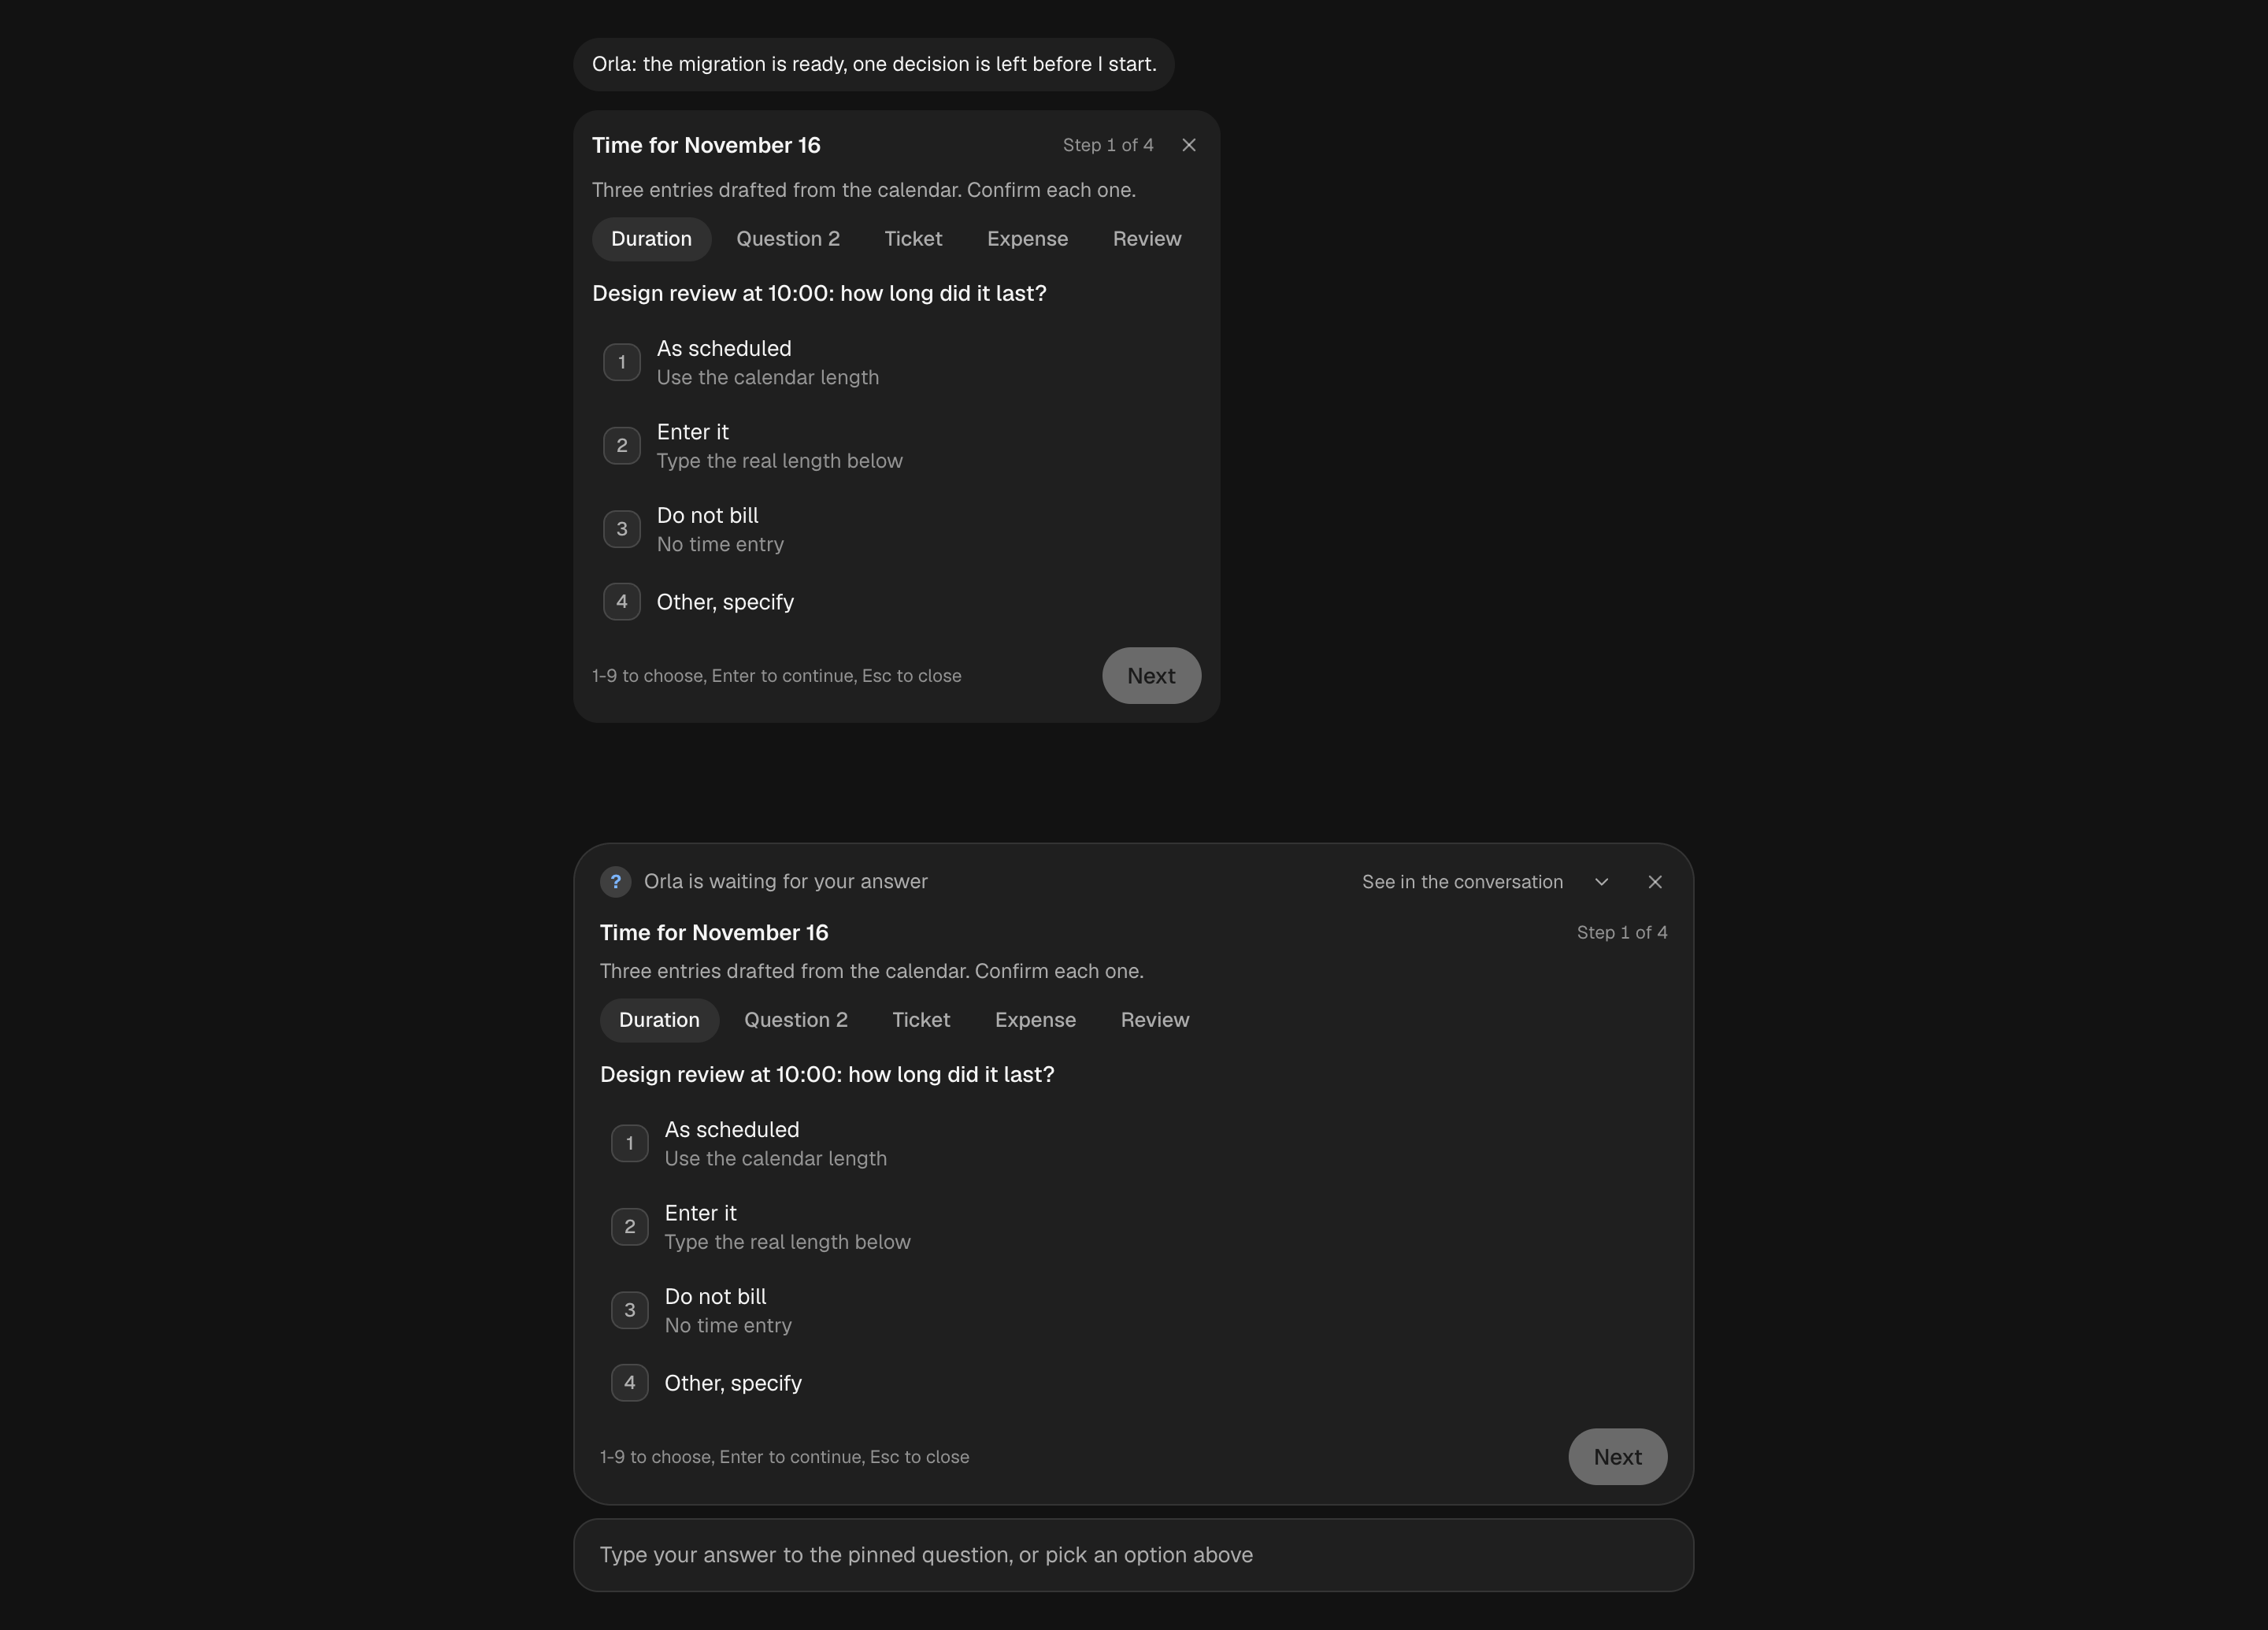 Orla: the migration is ready, one decision is left before I start.
Time for November 16
Step 1 of 4
Three entries drafted from the calendar. Confirm each one.
Duration Question 2 Ticket Expense Review
Design review at 10:00: how long did it last?
1 As scheduled
Use the calendar length
2 Enter it
Type the real length below
3 Do not bill
No time entry
4 Other, specify
1-9 to choose, Enter to continue, Esc to close
Next
? Orla is waiting for your answer
See in the conversation
Time for November 16
Step 1 of 4
Three entries drafted from the calendar. Confirm each one.
Duration Question 2 Ticket Expense Review
Design review at 10:00: how long did it last?
1 As scheduled
Use the calendar length
2 Enter it
Type the real length below
3 Do not bill
No time entry
4 Other, specify
1-9 to choose, Enter to continue, Esc to close
Next
Type your answer to the pinned question, or pick an option above